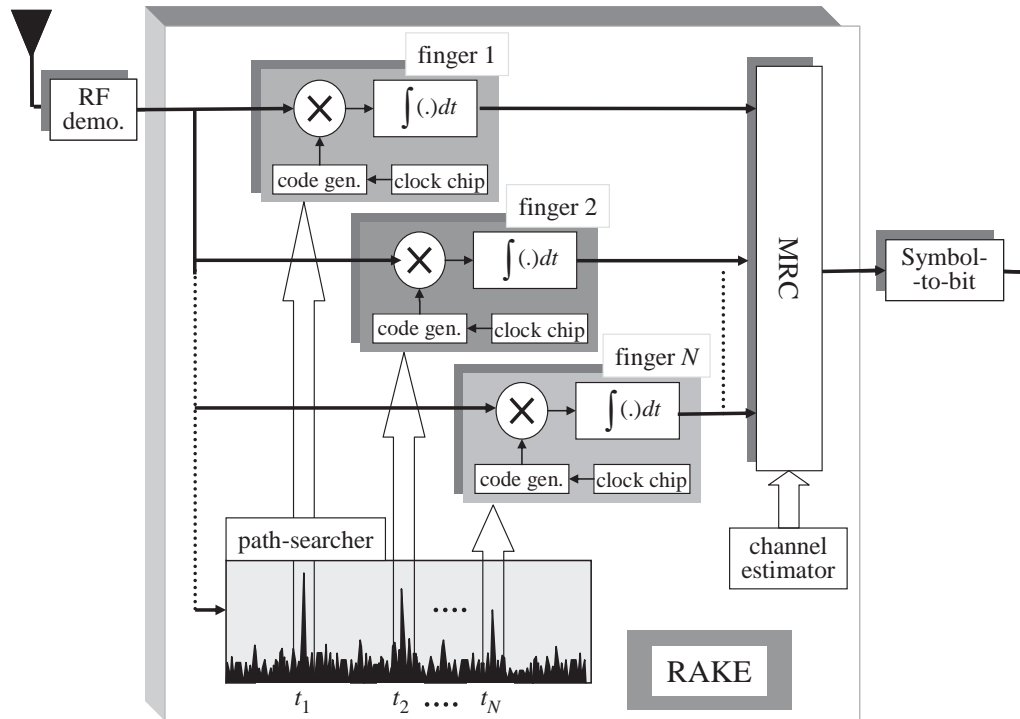 finger 1
RF
demo.
∫(.)dt
code gen.
clock chip
finger 2
∫(.)dt
code gen.
clock chip
MRC
Symbol-
-to-bit
finger N
∫(.)dt
code gen.
clock chip
path-searcher
channel
estimator
....
RAKE
t1 t2 .... tN